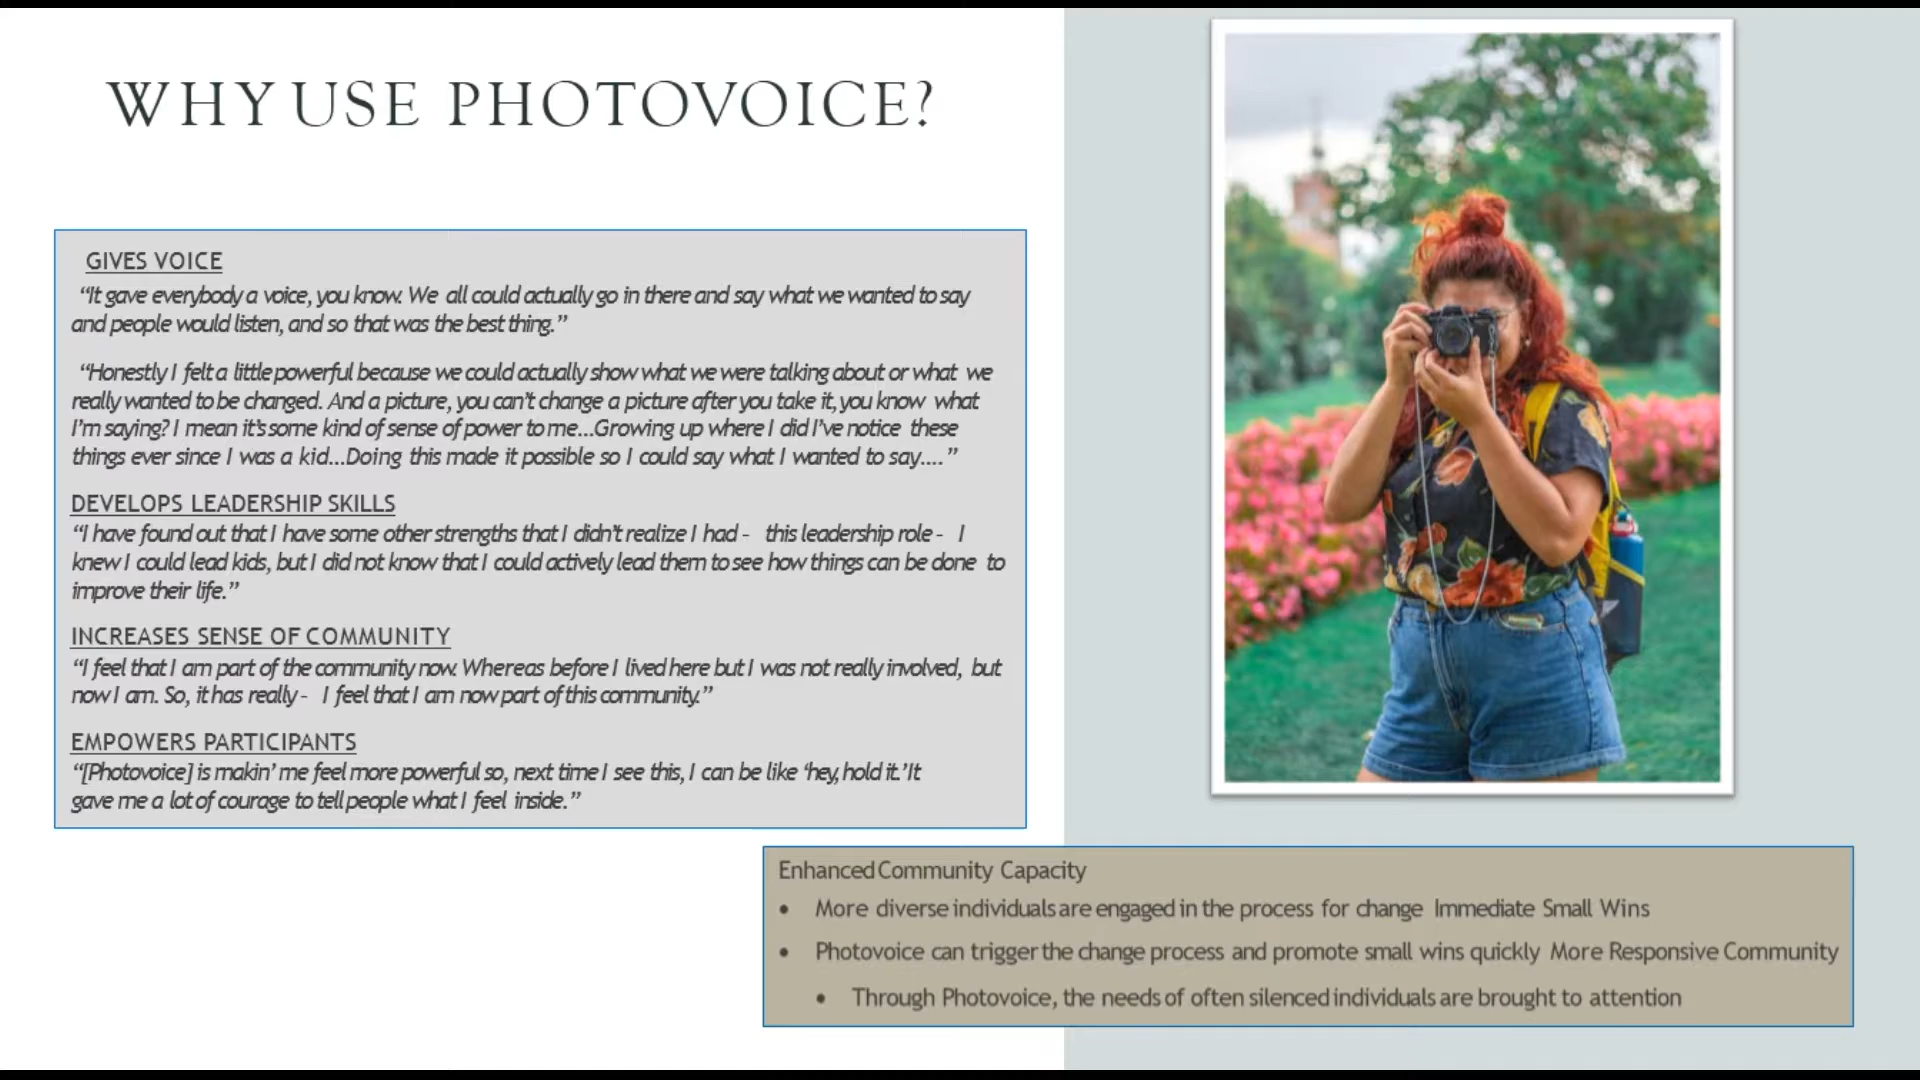 WHY USE PHOTOVOICE?
GIVES VOICE
“It gave everybody a voice, you know. We all could actually go in there and say what we wanted to say
and people would listen, and so that was the best thing.”
“Honestly I felt a little powerful because we could actually show what we were talking about or what we
really wanted to be changed. And a picture, you can’t change a picture after you take it, you know what
I’m saying? I mean it’s some kind of sense of power to me...Growing up where I did I’ve notice these
things ever since I was a kid...Doing this made it possible so I could say what I wanted to say....”
DEVELOPS LEADERSHIP SKILLS
“I have found out that I have some other strengths that I didn’t realize I had - this leadership role - I
knew I could lead kids, but I did not know that I could actively lead them to see how things can be done to
improve their life.”
INCREASES SENSE OF COMMUNITY
“I feel that I am part of the community now. Whereas before I lived here but I was not really involved, but
now I am. So, it has really - I feel that I am now part of this community.”
EMPOWERS PARTICIPANTS
“[Photovoice] is makin’ me feel more powerful so, next time I see this, I can be like ‘hey, hold it.’ It
gave me a lot of courage to tell people what I feel inside.”
Enhanced Community Capacity
• More diverse individuals are engaged in the process for change Immediate Small Wins
• Photovoice can trigger the change process and promote small wins quickly More Responsive Community
• Through Photovoice, the needs of often silenced individuals are brought to attention